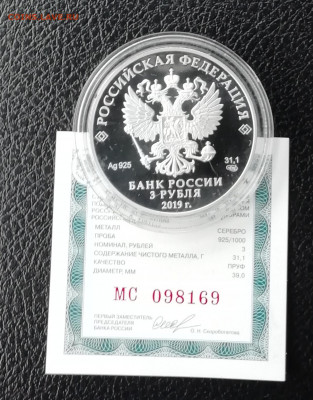 РОССИЙСКАЯ ФЕДЕРАЦИЯ
Ag 925
31,1
БАНК РОССИИ
3 РУБЛЯ
2019 г.
МЕТАЛЛ СЕРЕБРО
ПРОБА 925/1000
НОМИНАЛ, РУБЛЕЙ 3
СОДЕРЖАНИЕ ЧИСТОГО МЕТАЛЛА, Г 31,1
КАЧЕСТВО ПРУФ
ДИАМЕТР, ММ 39,0
МС 098169
ПЕРВЫЙ ЗАМЕСТИТЕЛЬ
ПРЕДСЕДАТЕЛЯ
БАНКА РОССИИ
О. Н. Скоробогатова